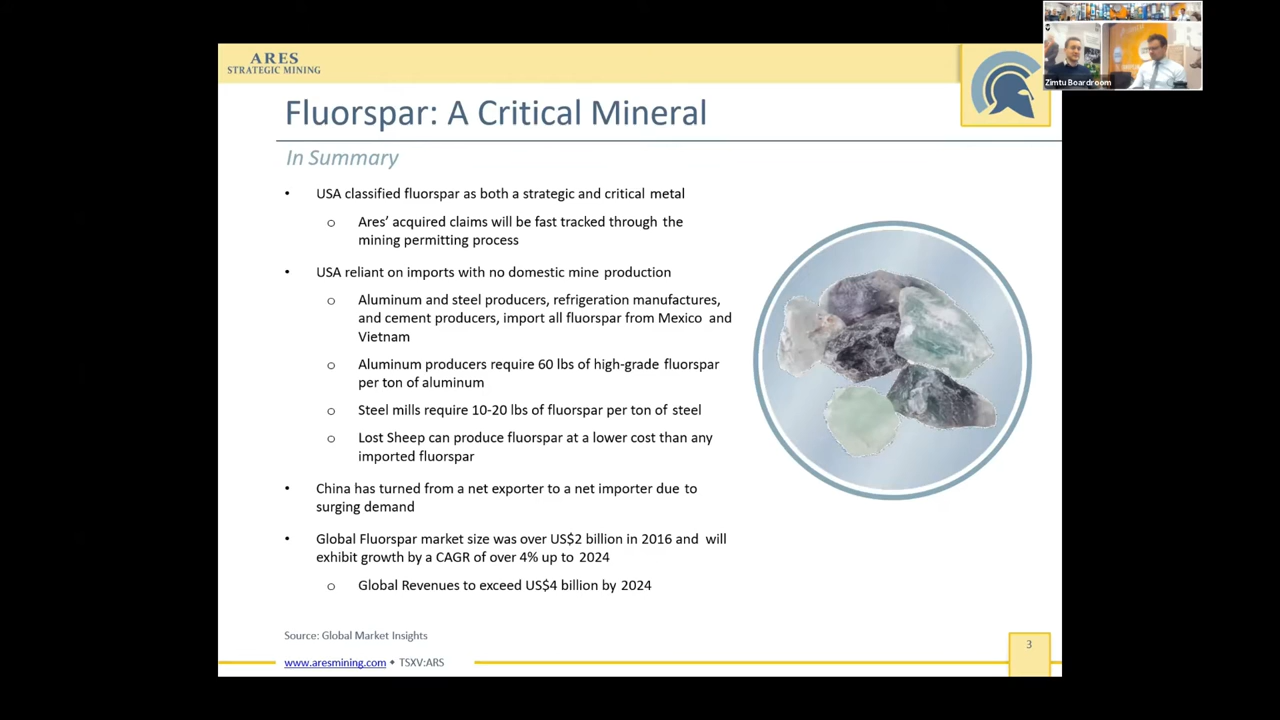 ARES
STRATEGIC MINING
Zimtu Boardroom
Fluorspar: A Critical Mineral
In Summary
• USA classified fluorspar as both a strategic and critical metal
o Ares’ acquired claims will be fast tracked through the
mining permitting process
• USA reliant on imports with no domestic mine production
o Aluminum and steel producers, refrigeration manufactures,
and cement producers, import all fluorspar from Mexico and
Vietnam
o Aluminum producers require 60 lbs of high-grade fluorspar
per ton of aluminum
o Steel mills require 10-20 lbs of fluorspar per ton of steel
o Lost Sheep can produce fluorspar at a lower cost than any
imported fluorspar
• China has turned from a net exporter to a net importer due to
surging demand
• Global Fluorspar market size was over US$2 billion in 2016 and will
exhibit growth by a CAGR of over 4% up to 2024
o Global Revenues to exceed US$4 billion by 2024
Source: Global Market Insights
www.aresmining.com ◆ TSXV:ARS
3